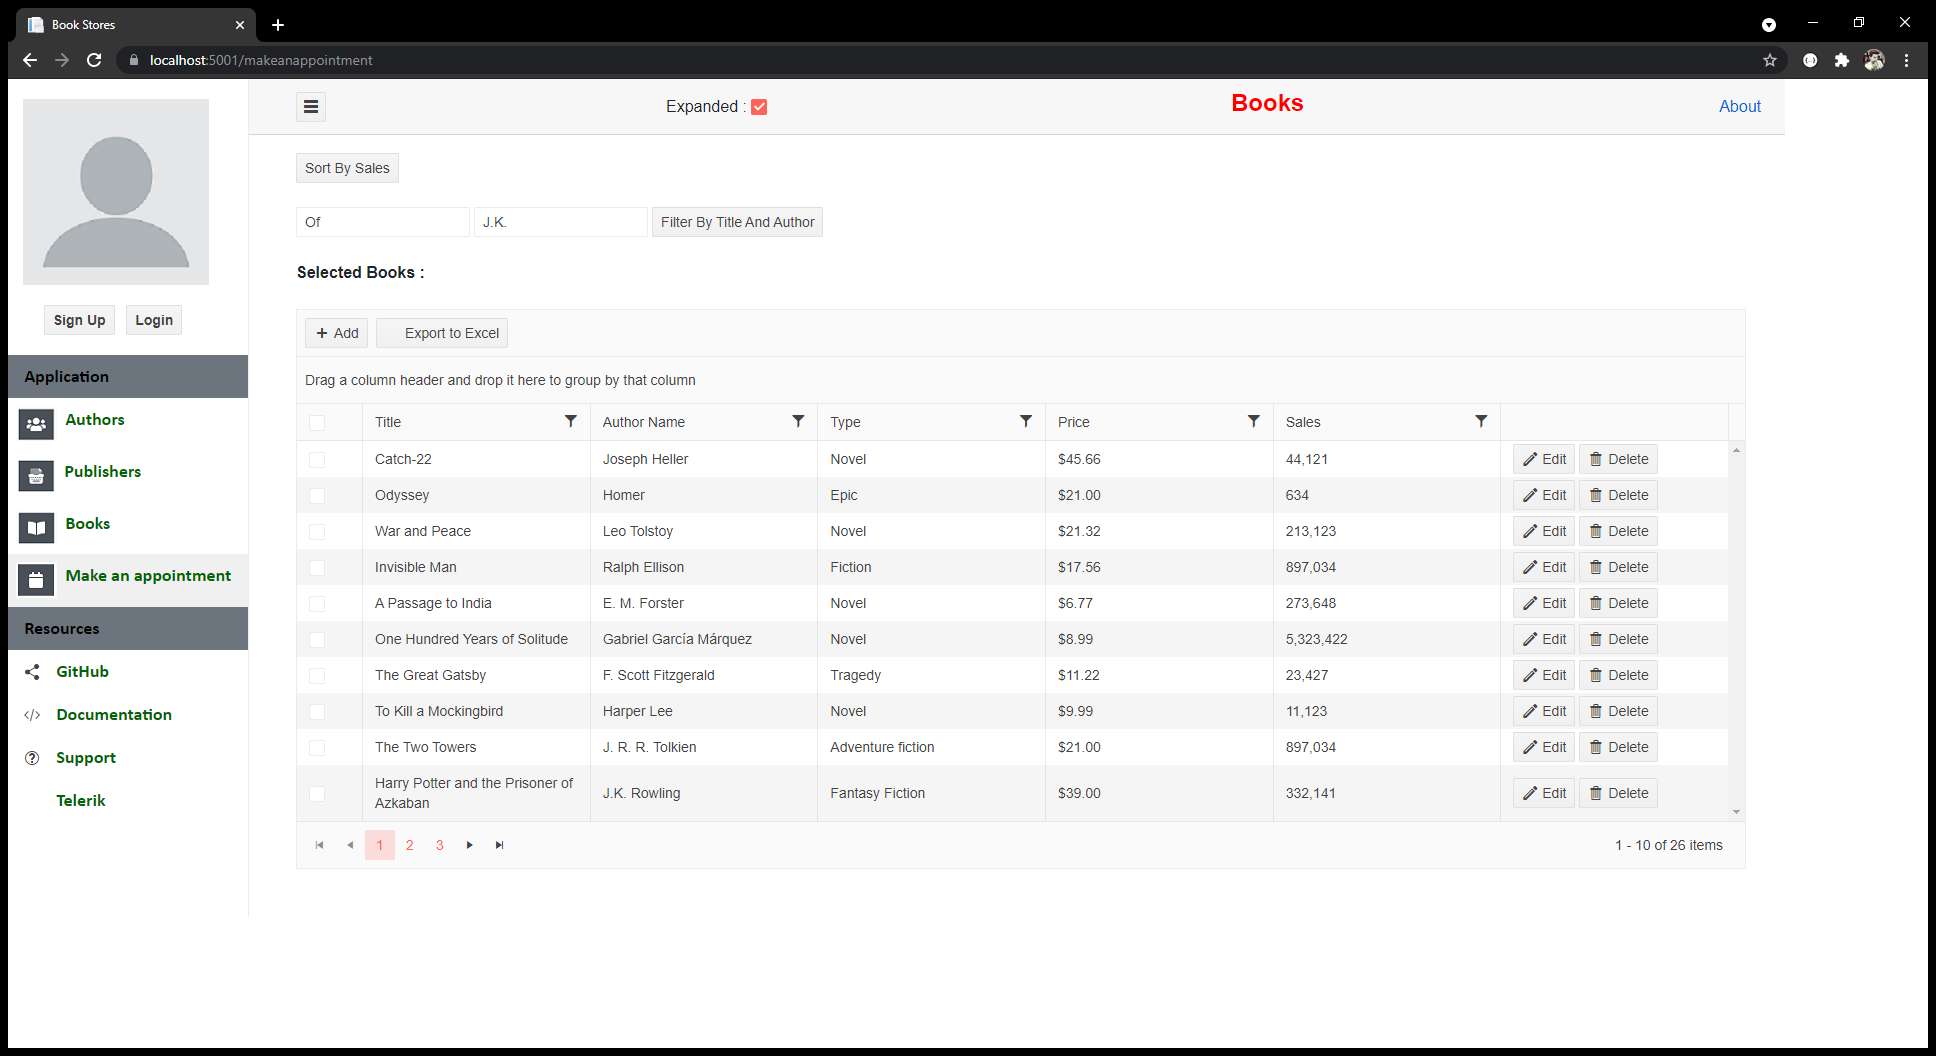 Book Stores
localhost:5001/makeanappointment
Expanded :
Books
About
Sign Up Login
Application
Authors
Publishers
Books
Make an appointment
Resources
GitHub
Documentation
Support
Telerik
Sort By Sales
Of J.K. Filter By Title And Author
Selected Books :
Add Export to Excel
Drag a column header and drop it here to group by that column
Title Author Name Type Price Sales
Catch-22 Joseph Heller Novel $45.66 44,121 Edit Delete
Odyssey Homer Epic $21.00 634 Edit Delete
War and Peace Leo Tolstoy Novel $21.32 213,123 Edit Delete
Invisible Man Ralph Ellison Fiction $17.56 897,034 Edit Delete
A Passage to India E. M. Forster Novel $6.77 273,648 Edit Delete
One Hundred Years of Solitude Gabriel García Márquez Novel $8.99 5,323,422 Edit Delete
The Great Gatsby F. Scott Fitzgerald Tragedy $11.22 23,427 Edit Delete
To Kill a Mockingbird Harper Lee Novel $9.99 11,123 Edit Delete
The Two Towers J. R. R. Tolkien Adventure fiction $21.00 897,034 Edit Delete
Harry Potter and the Prisoner of
Azkaban J.K. Rowling Fantasy Fiction $39.00 332,141 Edit Delete
1 2 3 1 - 10 of 26 items